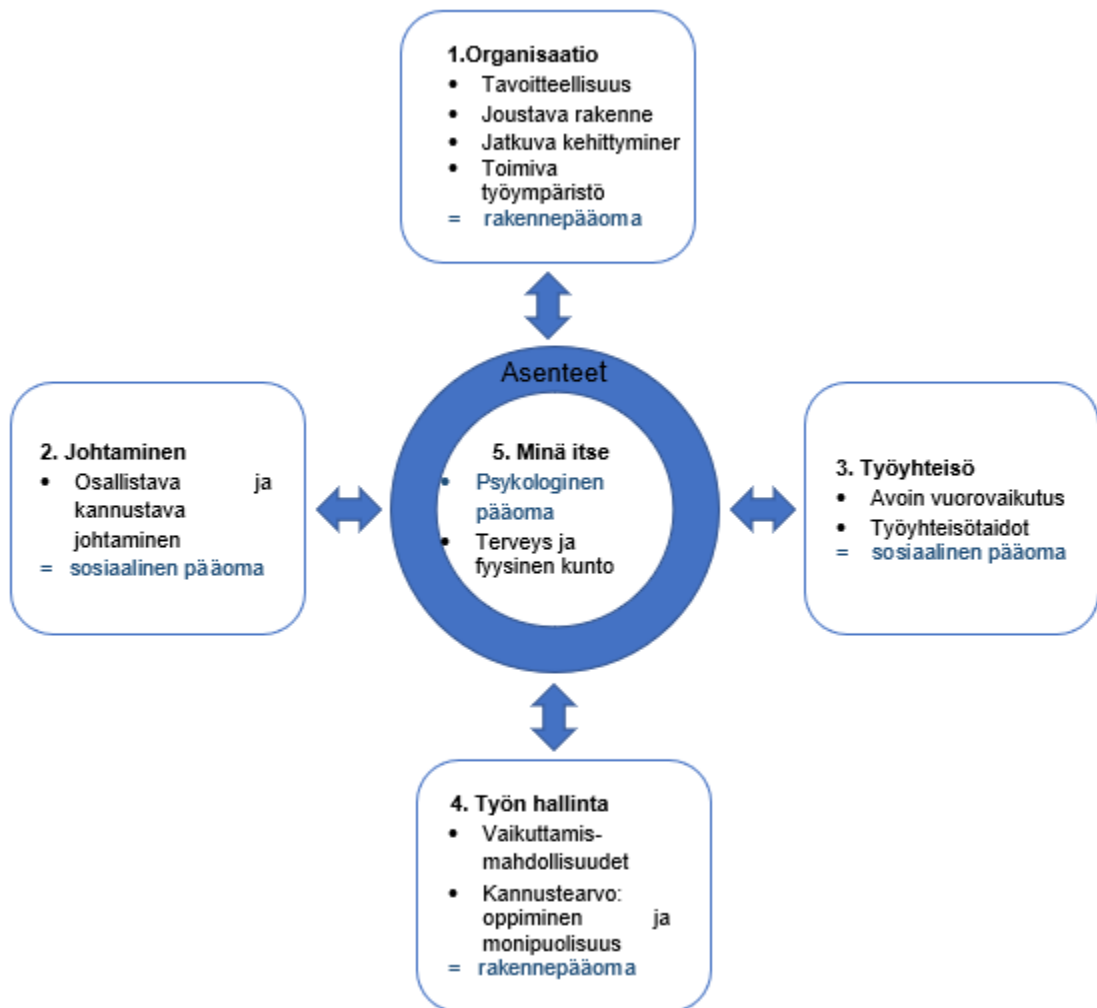 1.Organisaatio
• Tavoitteellisuus
• Joustava rakenne
• Jatkuva kehittyminer
• Toimiva
työympäristö
= rakennepääoma
Asenteet
2. Johtaminen
• Osallistava ja
kannustava
johtaminen
= sosiaalinen pääoma
5. Minä itse
• Psykologinen
pääoma
• Terveys ja
fyysinen kunto
3. Työyhteisö
• Avoin vuorovaikutus
• Työyhteisötaidot
= sosiaalinen pääoma
4. Työn hallinta
• Vaikuttamis-
mahdollisuudet
• Kannustearvo:
oppiminen ja
monipuolisuus
= rakennepääoma